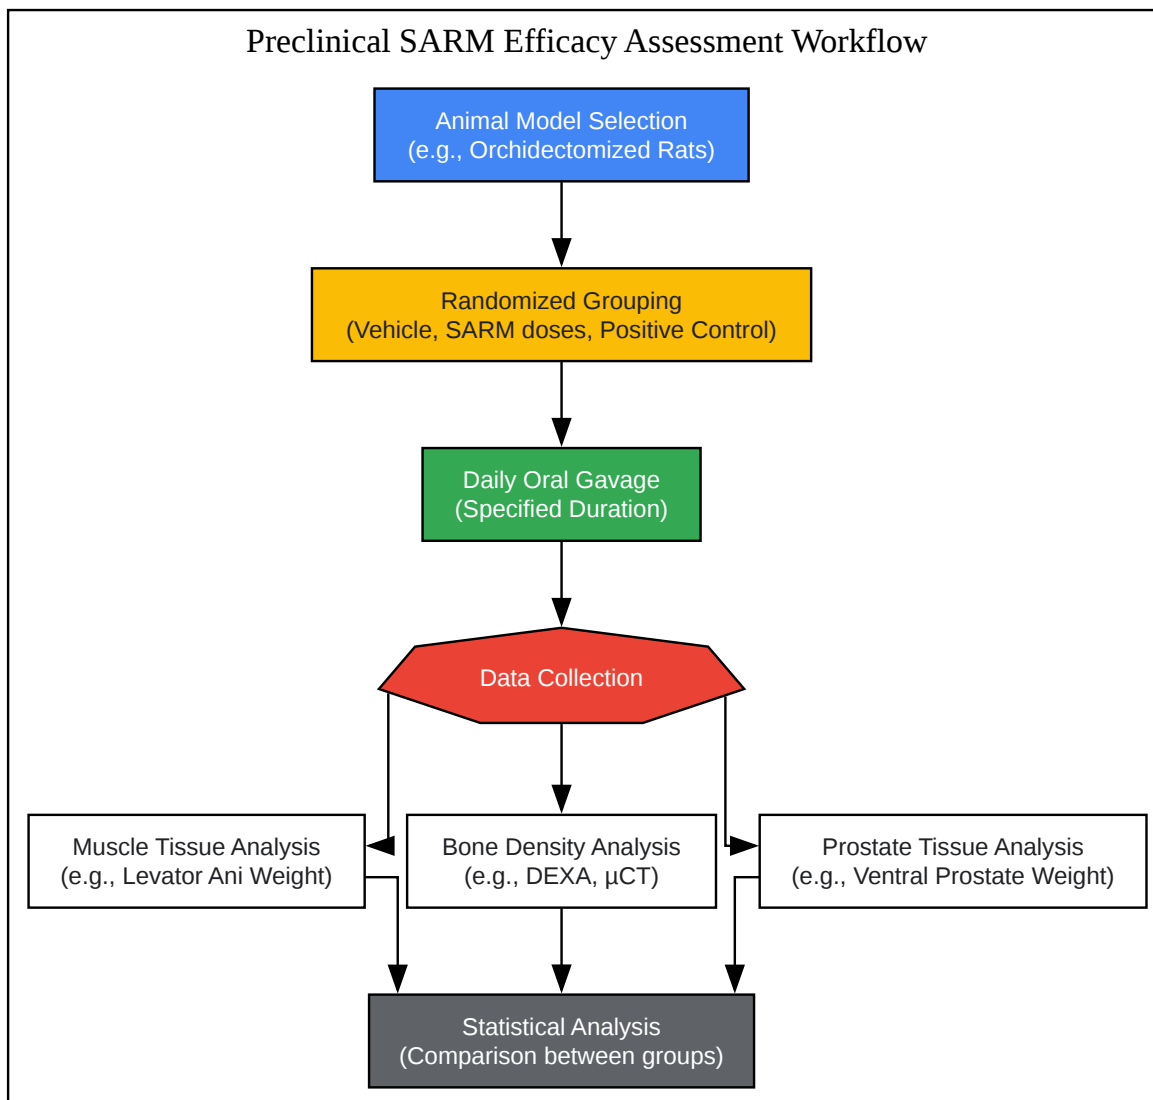 Preclinical SARM Efficacy Assessment Workflow
Animal Model Selection
(e.g., Orchidectomized Rats)
Randomized Grouping
(Vehicle, SARM doses, Positive Control)
Daily Oral Gavage
(Specified Duration)
Data Collection
Muscle Tissue Analysis
(e.g., Levator Ani Weight)
Bone Density Analysis
(e.g., DEXA, µCT)
Prostate Tissue Analysis
(e.g., Ventral Prostate Weight)
Statistical Analysis
(Comparison between groups)